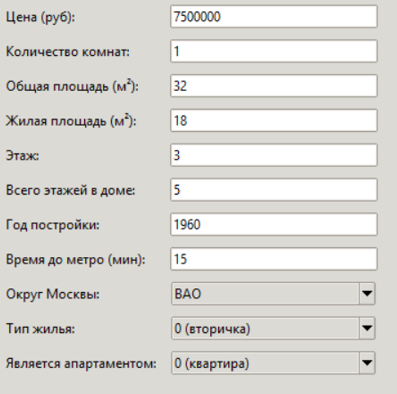 Цена (руб): 7500000
Количество комнат: 1
Общая площадь (м²): 32
Жилая площадь (м²): 18
Этаж: 3
Всего этажей в доме: 5
Год постройки: 1960
Время до метро (мин): 15
Округ Москвы: ВАО
Тип жилья: 0 (вторичка)
Является апартаментом: 0 (квартира)